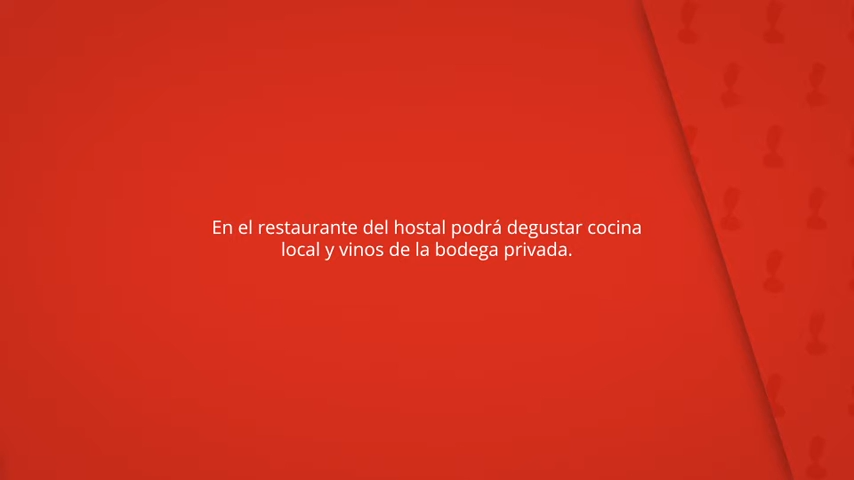 En el restaurante del hostal podrá degustar cocina
local y vinos de la bodega privada.